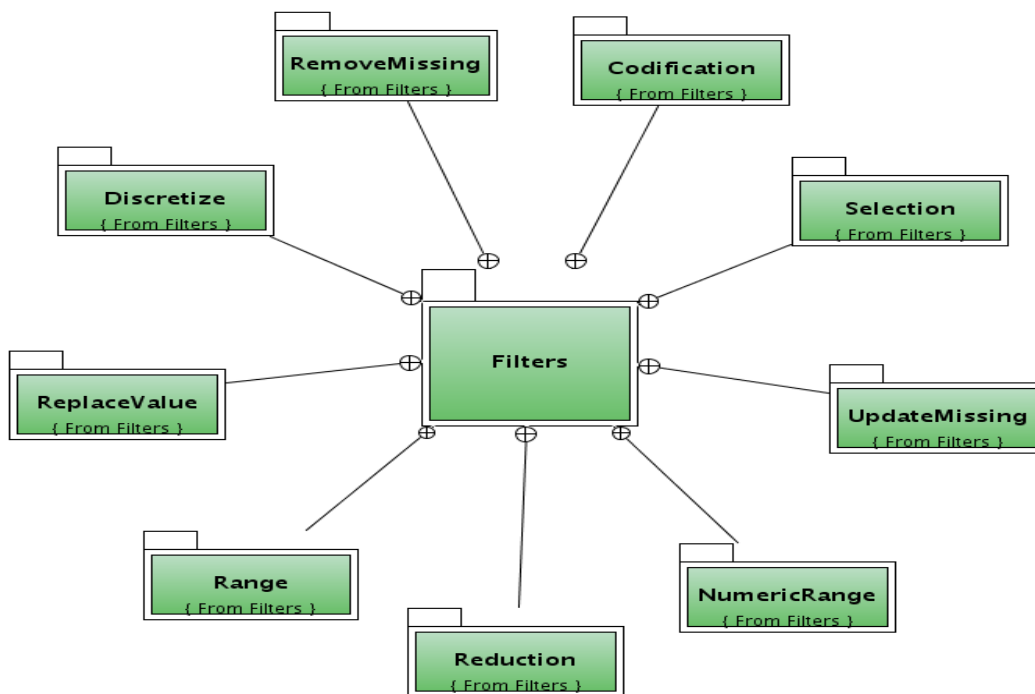 RemoveMissing
{ From Filters }
Codification
{ From Filters }
Discretize
{ From Filters }
Selection
{ From Filters }
Filters
ReplaceValue
{ From Filters }
UpdateMissing
{ From Filters }
Range
{ From Filters }
NumericRange
{ From Filters }
Reduction
{ From Filters }